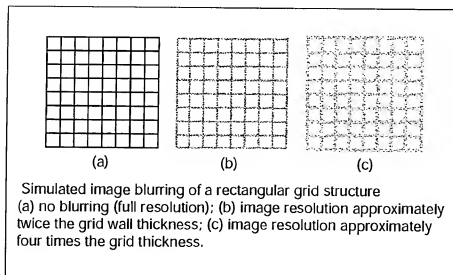 (a) (b) (c)
Simulated image blurring of a rectangular grid structure
(a) no blurring (full resolution); (b) image resolution approximately
twice the grid wall thickness; (c) image resolution approximately
four times the grid thickness.